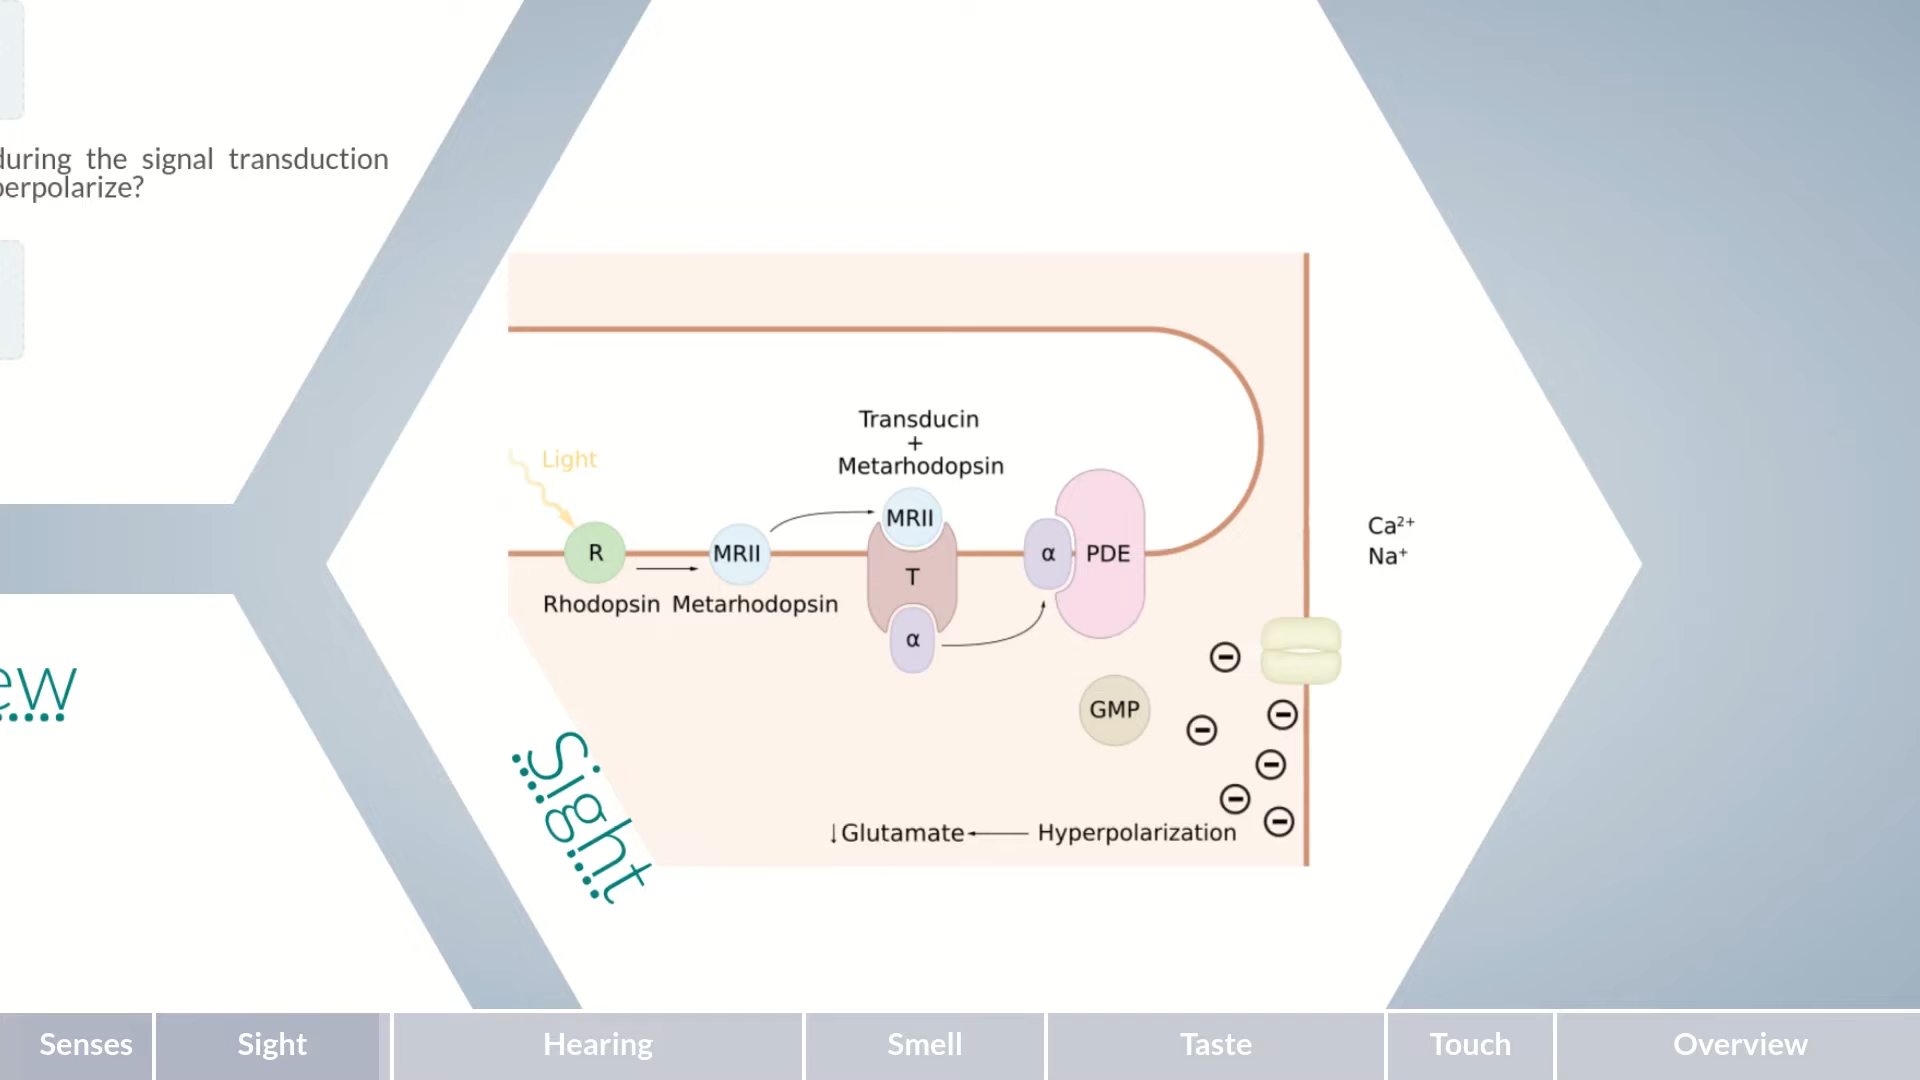 during the signal transduction
perpolarize?
ew
Transducin
+
Metarhodopsin
Light
MRII
R
MRII
T
α
PDE
Rhodopsin
Metarhodopsin
α
GMP
Ca²⁺
Na⁺
↓Glutamate
Hyperpolarization
Sight
Senses
Sight
Hearing
Smell
Taste
Touch
Overview